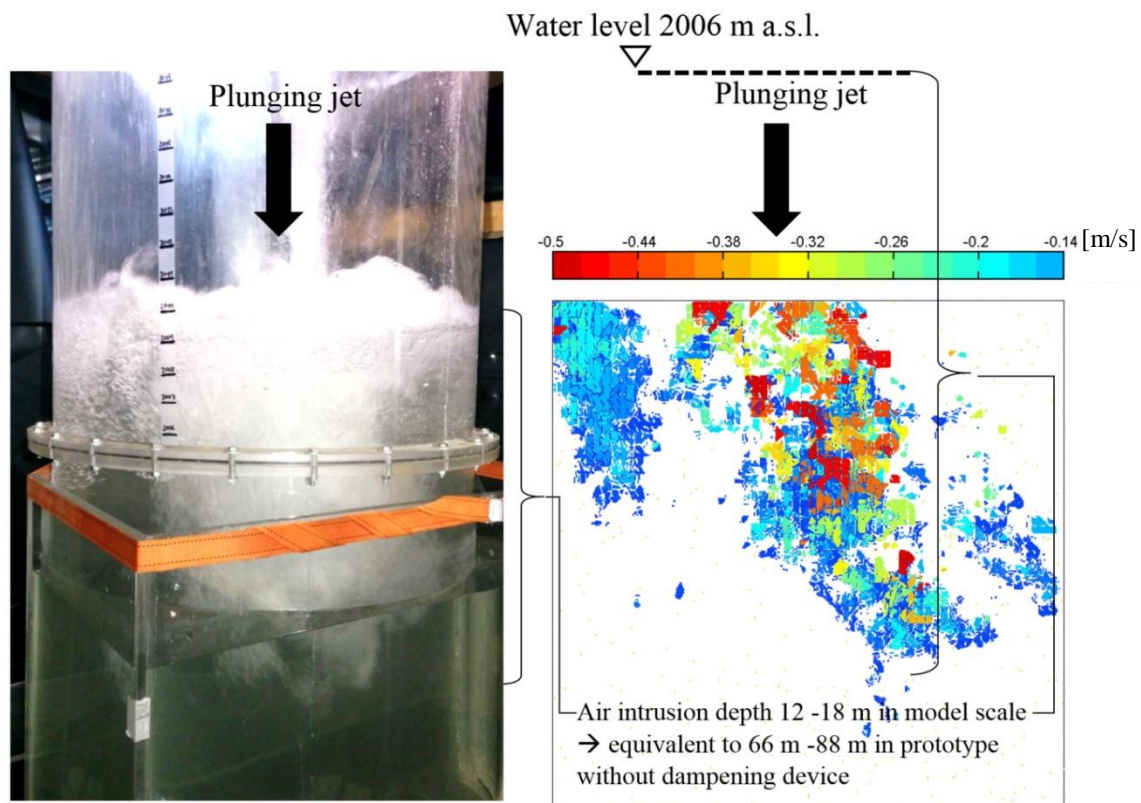 Water level 2006 m a.s.l.
Plunging jet
Plunging jet
-0.5 -0.44 -0.38 -0.32 -0.26 -0.2 -0.14 [m/s]
Air intrusion depth 12 -18 m in model scale
→ equivalent to 66 m -88 m in prototype
without dampening device